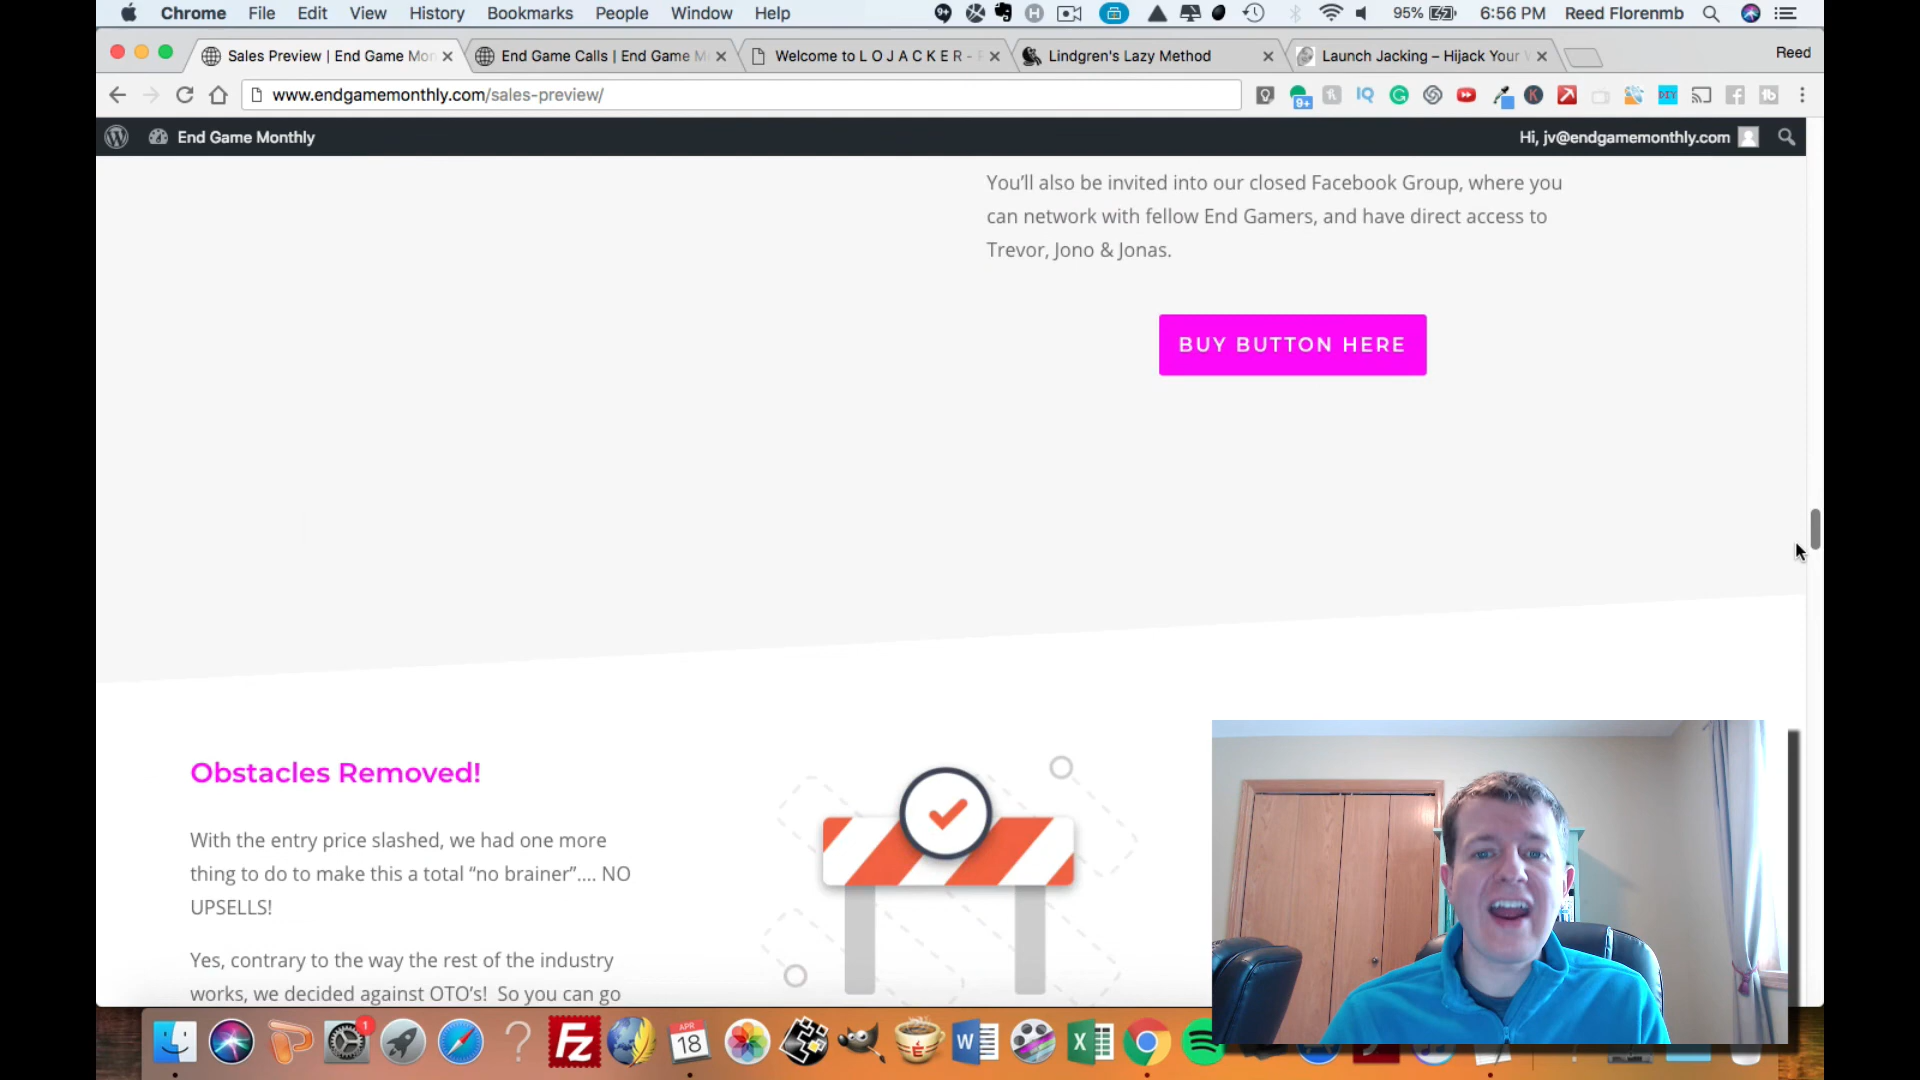 Chrome File Edit View History Bookmarks People Window Help 95% 6:56 PM Reed Florenmb
Sales Preview | End Game Mon End Game Calls | End Game M Welcome to L O J A C K E R - Lindgren's Lazy Method Launch Jacking – Hijack Your Reed
www.endgamemonthly.com/sales-preview/
End Game Monthly Hi, jv@endgamemonthly.com
You'll also be invited into our closed Facebook Group, where you
can network with fellow End Gamers, and have direct access to
Trevor, Jono & Jonas.
BUY BUTTON HERE
Obstacles Removed!
With the entry price slashed, we had one more
thing to do to make this a total “no brainer”.... NO
UPSELLS!
Yes, contrary to the way the rest of the industry
works, we decided against OTO's! So you can go
APR
18
1